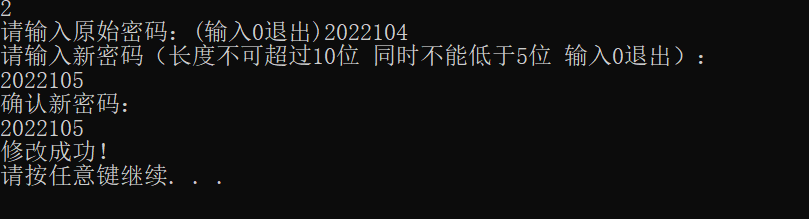 2
请输入原始密码：(输入0退出)2022104
请输入新密码（长度不可超过10位 同时不能低于5位 输入0退出）：
2022105
确认新密码：
2022105
修改成功！
请按任意键继续. . .